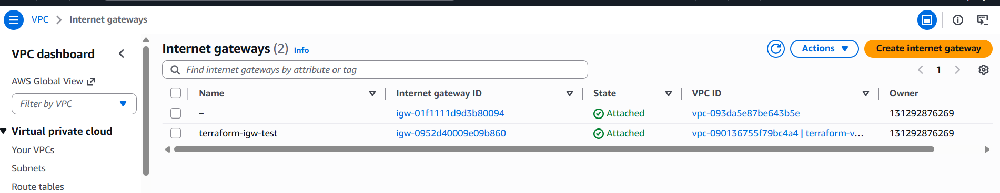 VPC > Internet gateways
VPC dashboard
AWS Global View
Filter by VPC
Virtual private cloud
Your VPCs
Subnets
Route tables
Internet gateways (2) Info
Actions
Create internet gateway
Find internet gateways by attribute or tag
1
Name Internet gateway ID State VPC ID Owner
– igw-01f1111d9d3b80094 Attached vpc-093da5e87be643b5e 131292876269
terraform-igw-test igw-0952d40009e09b860 Attached vpc-090136755f79bc4a4 | terraform-v... 131292876269